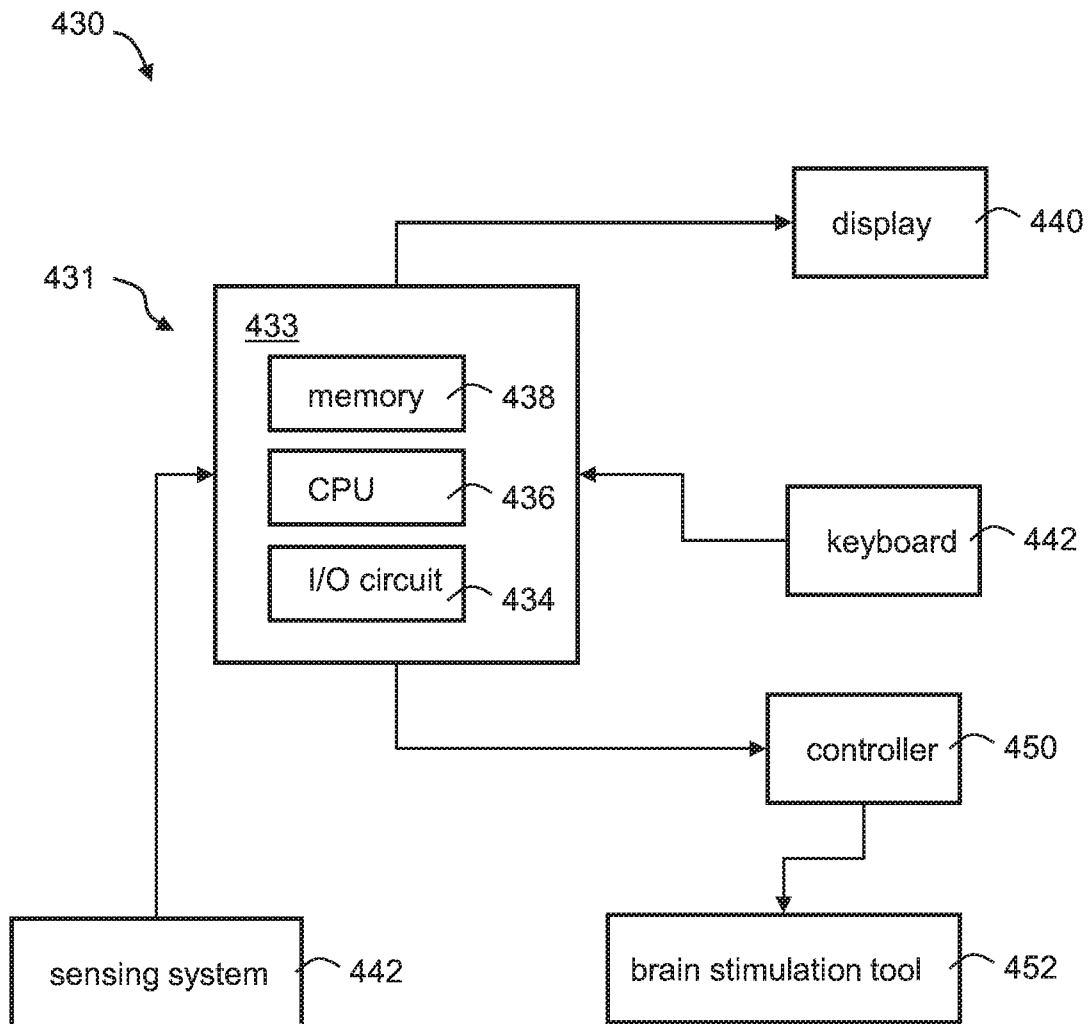 430
display 440
431
433
memory 438
CPU 436
I/O circuit 434
keyboard 442
controller 450
sensing system 442
brain stimulation tool 452